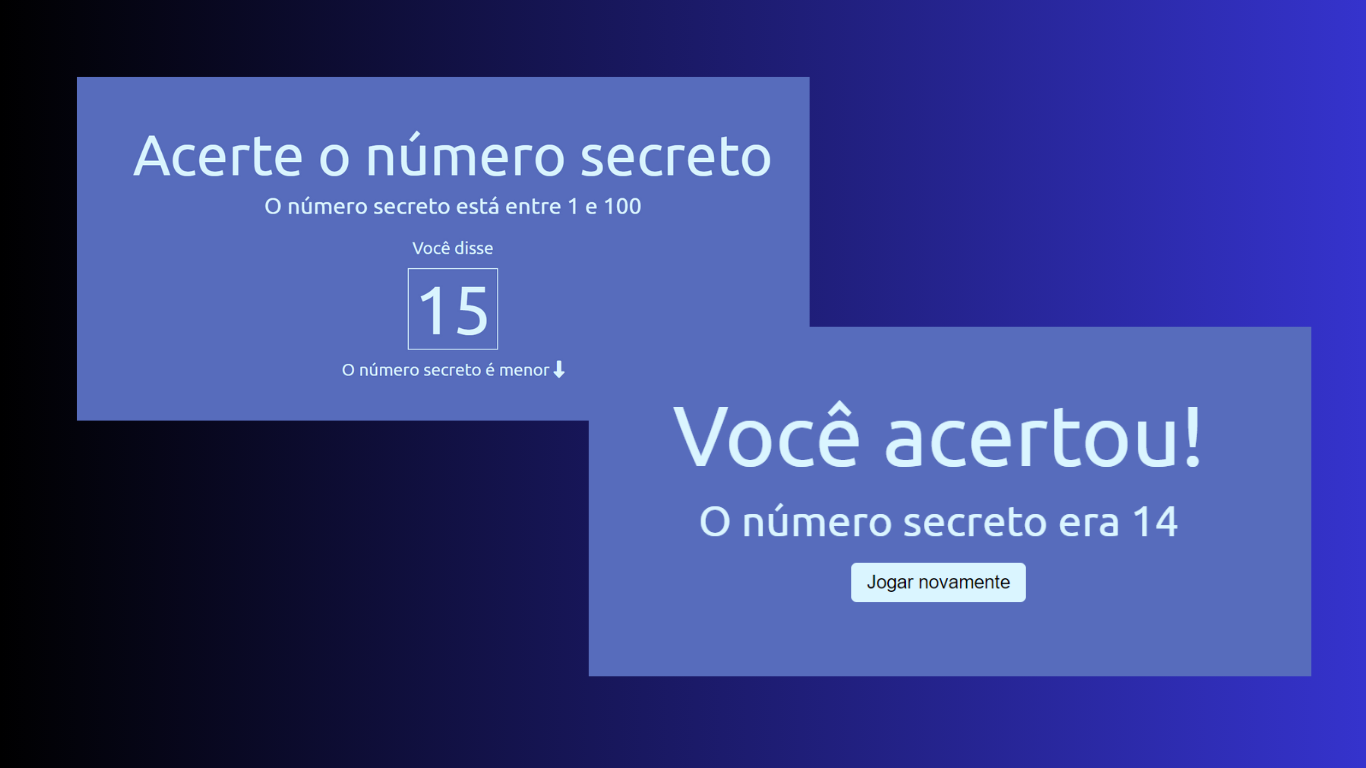 Acerte o número secreto
O número secreto está entre 1 e 100
Você disse
15
O número secreto é menor
Você acertou!
O número secreto era 14
Jogar novamente